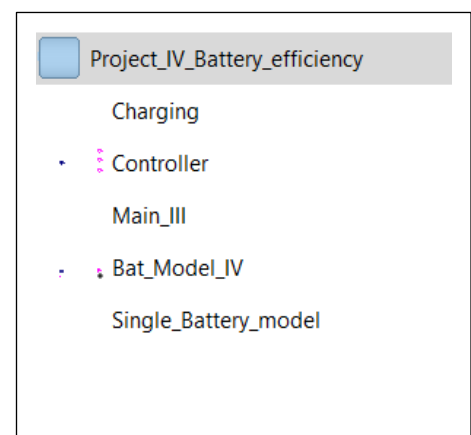 Project_IV_Battery_efficiency
Charging
Controller
Main_III
Bat_Model_IV
Single_Battery_model